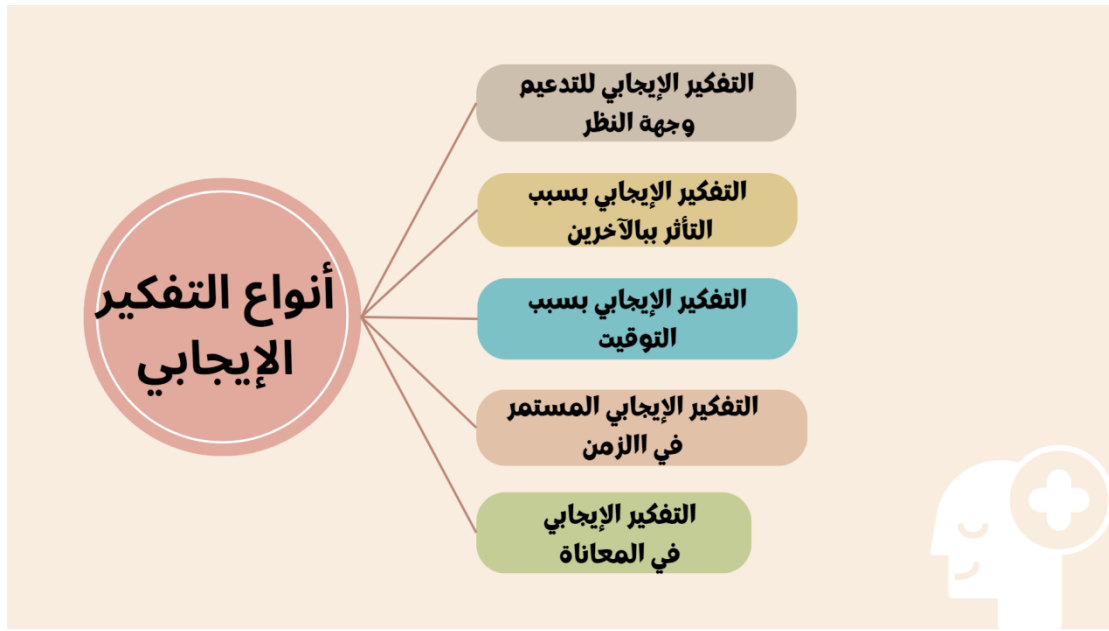 أنواع التفكير
الإيجابي
التفكير الإيجابي للتدعيم
وجهة النظر
التفكير الإيجابي بسبب
التأثر ببالآخرين
التفكير الإيجابي بسبب
التوقيت
التفكير الإيجابي المستمر
في االزمن
التفكير الإيجابي
في المعاناة